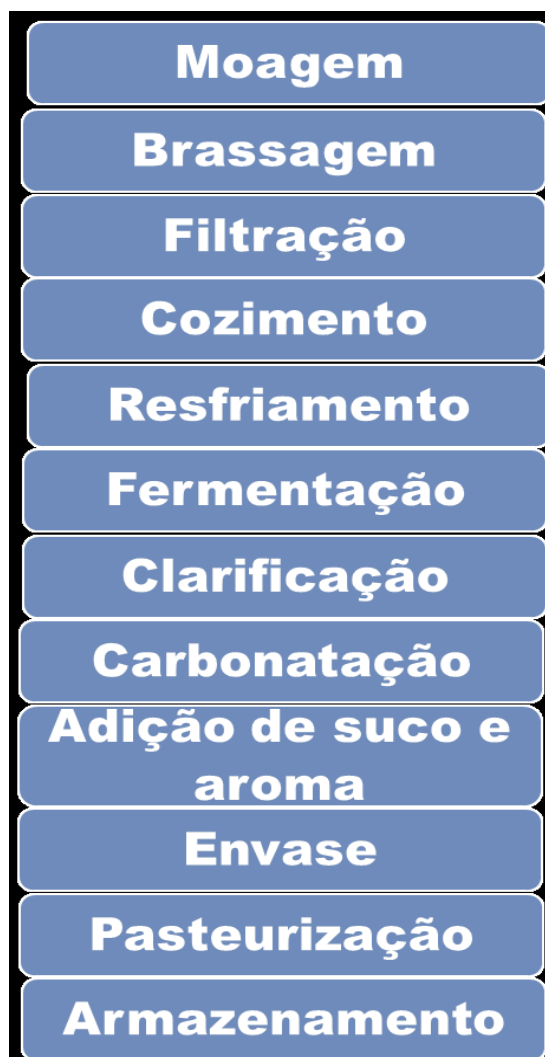 Moagem
Brassagem
Filtração
Cozimento
Resfriamento
Fermentação
Clarificação
Carbonatação
Adição de suco e
aroma
Envase
Pasteurização
Armazenamento